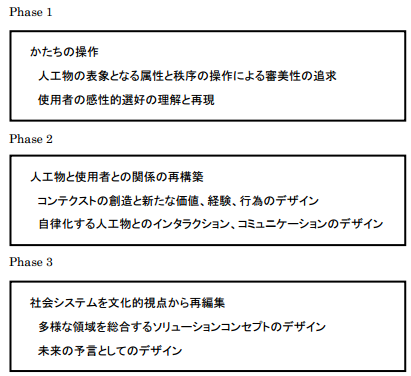 Phase 1
かたちの操作
人工物の表象となる属性と秩序の操作による審美性の追求
使用者の感性的選好の理解と再現
Phase 2
人工物と使用者との関係の再構築
コンテクストの創造と新たな価値、経験、行為のデザイン
自律化する人工物とのインタラクション、コミュニケーションのデザイン
Phase 3
社会システムを文化的視点から再編集
多様な領域を総合するソリューションコンセプトのデザイン
未来の予言としてのデザイン